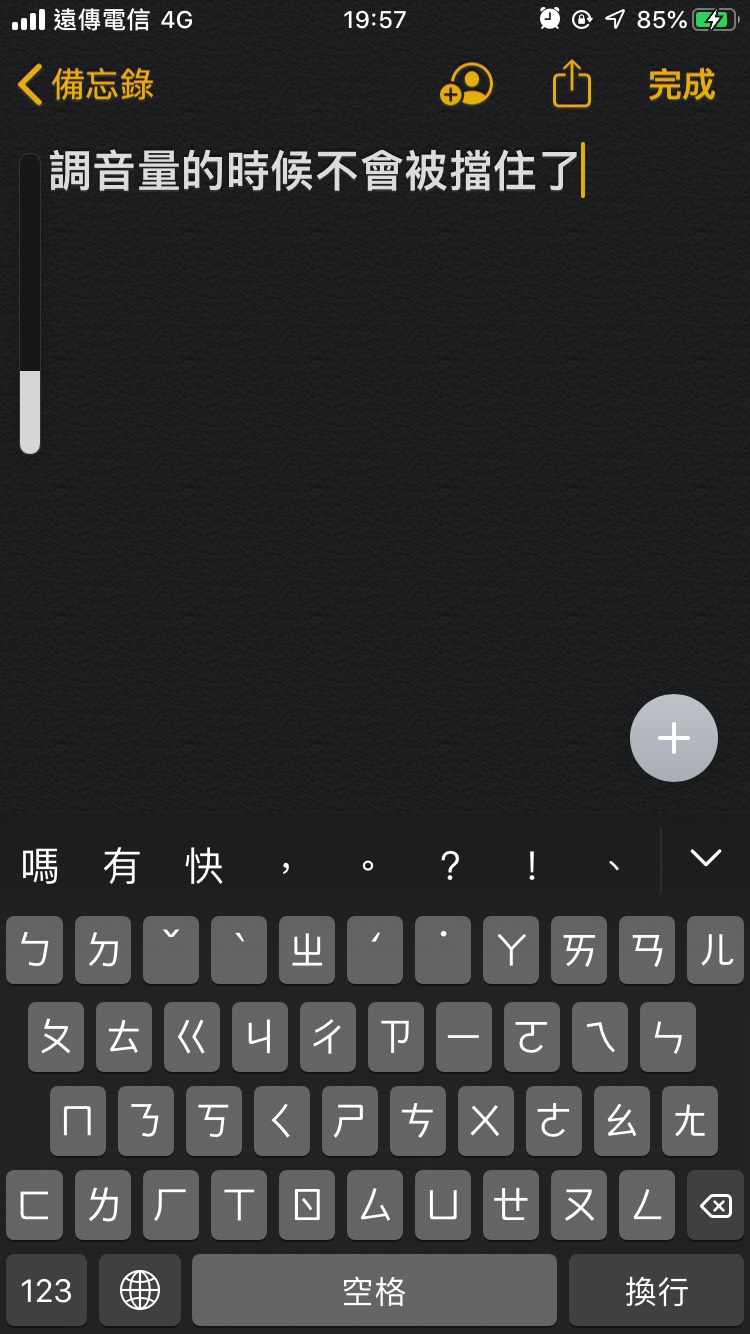 遠傳電信 4G 19:57 85%
備忘錄 完成
調音量的時候不會被擋住了
嗎 有 快 , 。 ? ! 、
ㄅ ㄉ ˇ ˋ ㄓ ˊ ˙ ㄚ ㄞ ㄢ ㄦ
ㄆ ㄊ ㄍ ㄐ ㄔ ㄗ ㄧ ㄛ ㄟ ㄣ
ㄇ ㄋ ㄎ ㄑ ㄕ ㄘ ㄨ ㄜ ㄠ ㄤ
ㄈ ㄌ ㄏ ㄒ ㄖ ㄙ ㄩ ㄝ ㄡ ㄥ
123 空格 換行